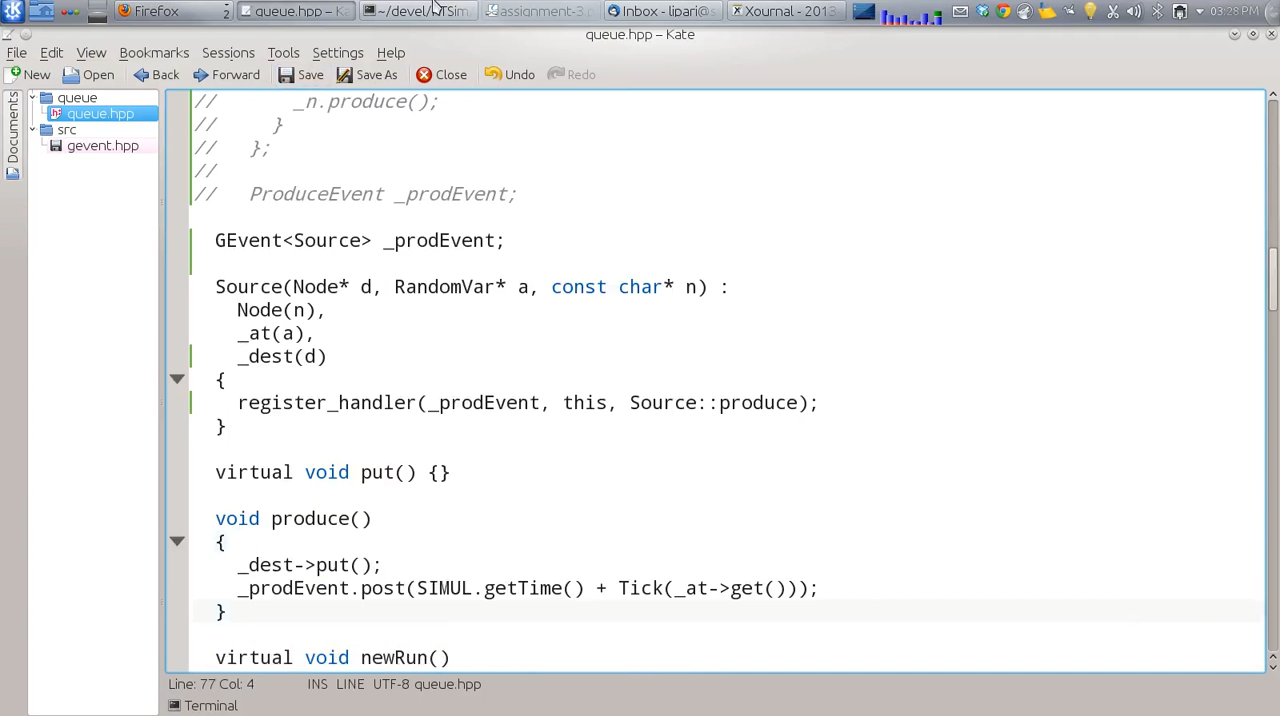 Firefox 2 queue.hpp – K ~/devel/ assignment-3 Inbox - lipari Xournal - 2013 03:28 PM
queue.hpp – Kate
File Edit View Bookmarks Sessions Tools Settings Help
New Open Back Forward Save Save As Close Undo Redo
Documents
queue
queue.hpp
src
gevent.hpp
//       _n.produce();
//     }
//   };
//
//   ProduceEvent _prodEvent;
GEvent<Source> _prodEvent;
Source(Node* d, RandomVar* a, const char* n) :
  Node(n),
  _at(a),
  _dest(d)
{
  register_handler(_prodEvent, this, Source::produce);
}
virtual void put() {}
void produce()
{
  _dest->put();
  _prodEvent.post(SIMUL.getTime() + Tick(_at->get()));
}
virtual void newRun()
Line: 77 Col: 4 INS LINE UTF-8 queue.hpp
Terminal